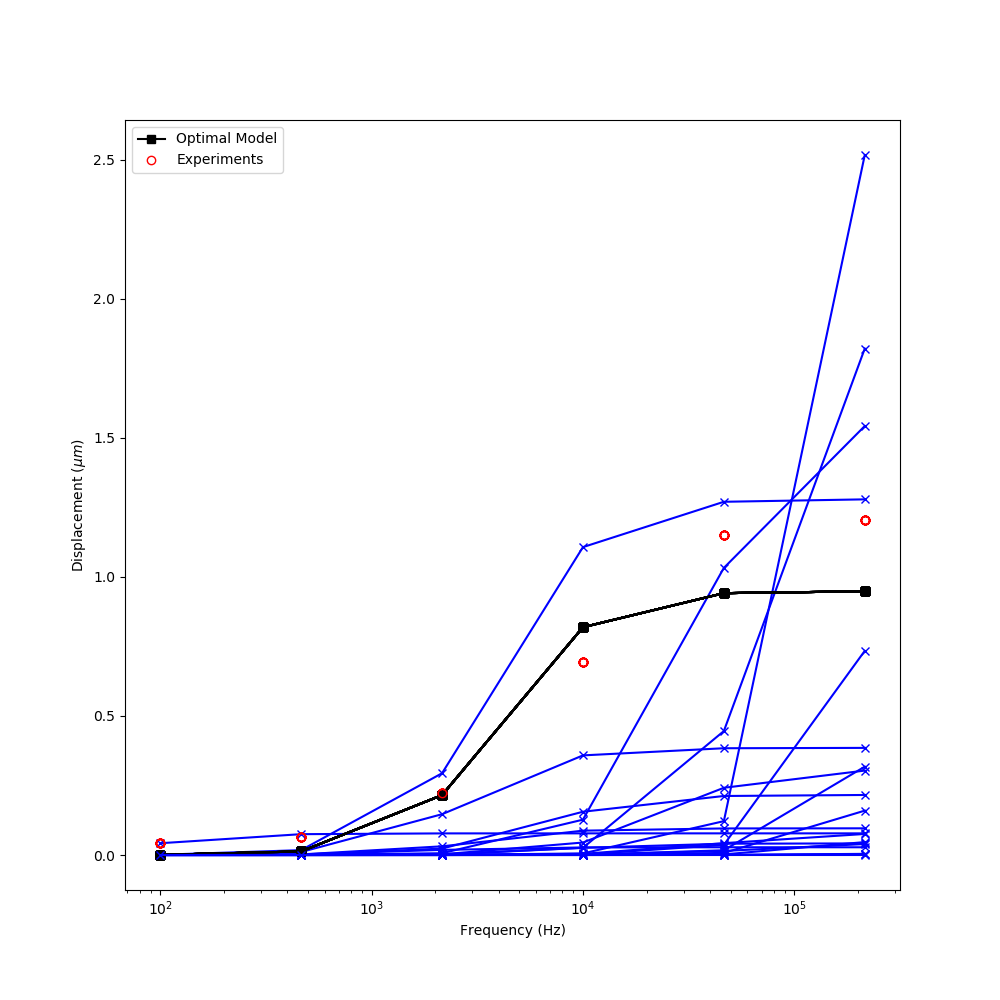 Optimal Model
Experiments
2.5
2.0
1.5
1.0
0.5
0.0
Displacement (μm)
10² 10³ 10⁴ 10⁵
Frequency (Hz)